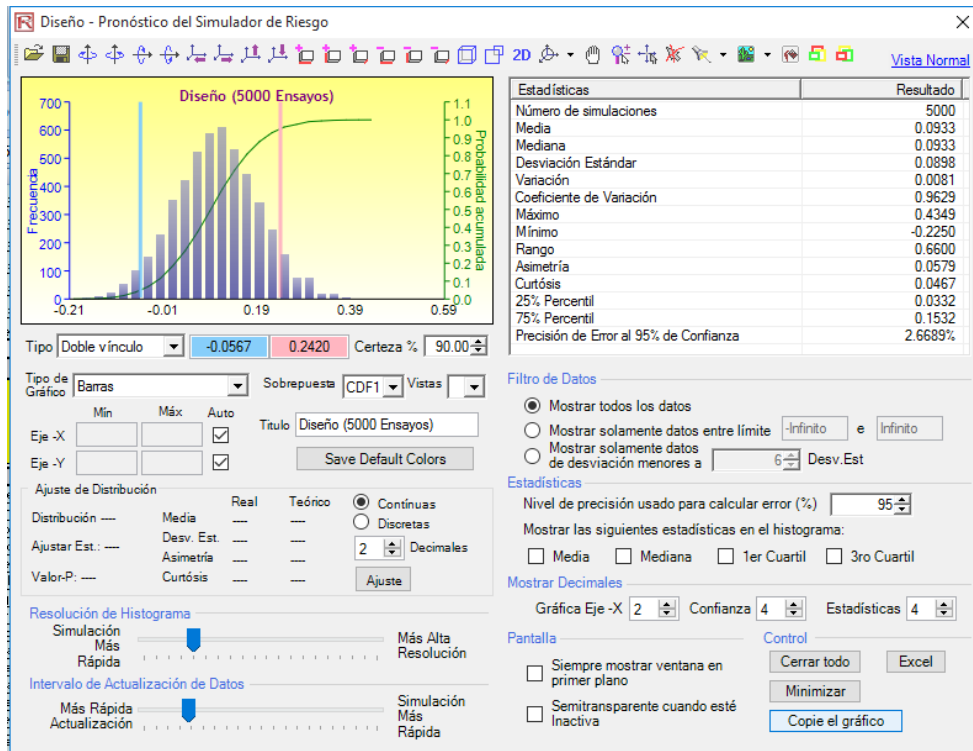 Diseño - Pronóstico del Simulador de Riesgo
2D
Vista Normal
Diseño (5000 Ensayos)
700
600
500
400
300
200
100
0
Frecuencia
1.1
1.0
0.9
0.8
0.7
0.6
0.5
0.4
0.3
0.2
0.1
0.0
Probabilidad acumulada
-0.21 -0.01 0.19 0.39 0.59
Tipo Doble vínculo -0.0567 0.2420 Certeza % 90.00
Estadísticas Resultado
Número de simulaciones 5000
Media 0.0933
Mediana 0.0933
Desviación Estándar 0.0898
Variación 0.0081
Coeficiente de Variación 0.9629
Máximo 0.4349
Mínimo -0.2250
Rango 0.6600
Asimetría 0.0579
Curtósis 0.0467
25% Percentil 0.0332
75% Percentil 0.1532
Precisión de Error al 95% de Confianza 2.6689%
Tipo de Gráfico Barras Sobrepuesta CDF1 Vistas
Mín Máx Auto
Eje -X
Eje -Y
Titulo Diseño (5000 Ensayos)
Save Default Colors
Ajuste de Distribución
Real Teórico
Distribución ---- Media ---- ----
Desv. Est. ---- ----
Ajustar Est.: ---- Asimetría ---- ----
Valor-P: ---- Curtósis ---- ----
Contínuas
Discretas
2 Decimales
Ajuste
Resolución de Histograma
Simulación Más Rápida
Más Alta Resolución
Intervalo de Actualización de Datos
Más Rápida Actualización
Simulación Más Rápida
Filtro de Datos
Mostrar todos los datos
Mostrar solamente datos entre límite -Infinito e Infinito
Mostrar solamente datos
de desviación menores a 6 Desv.Est
Estadísticas
Nivel de precisión usado para calcular error (%) 95
Mostrar las siguientes estadísticas en el histograma:
Media Mediana 1er Cuartil 3ro Cuartil
Mostrar Decimales
Gráfica Eje -X 2 Confianza 4 Estadísticas 4
Pantalla
Siempre mostrar ventana en
primer plano
Semitransparente cuando esté
Inactiva
Control
Cerrar todo Excel
Minimizar
Copie el gráfico